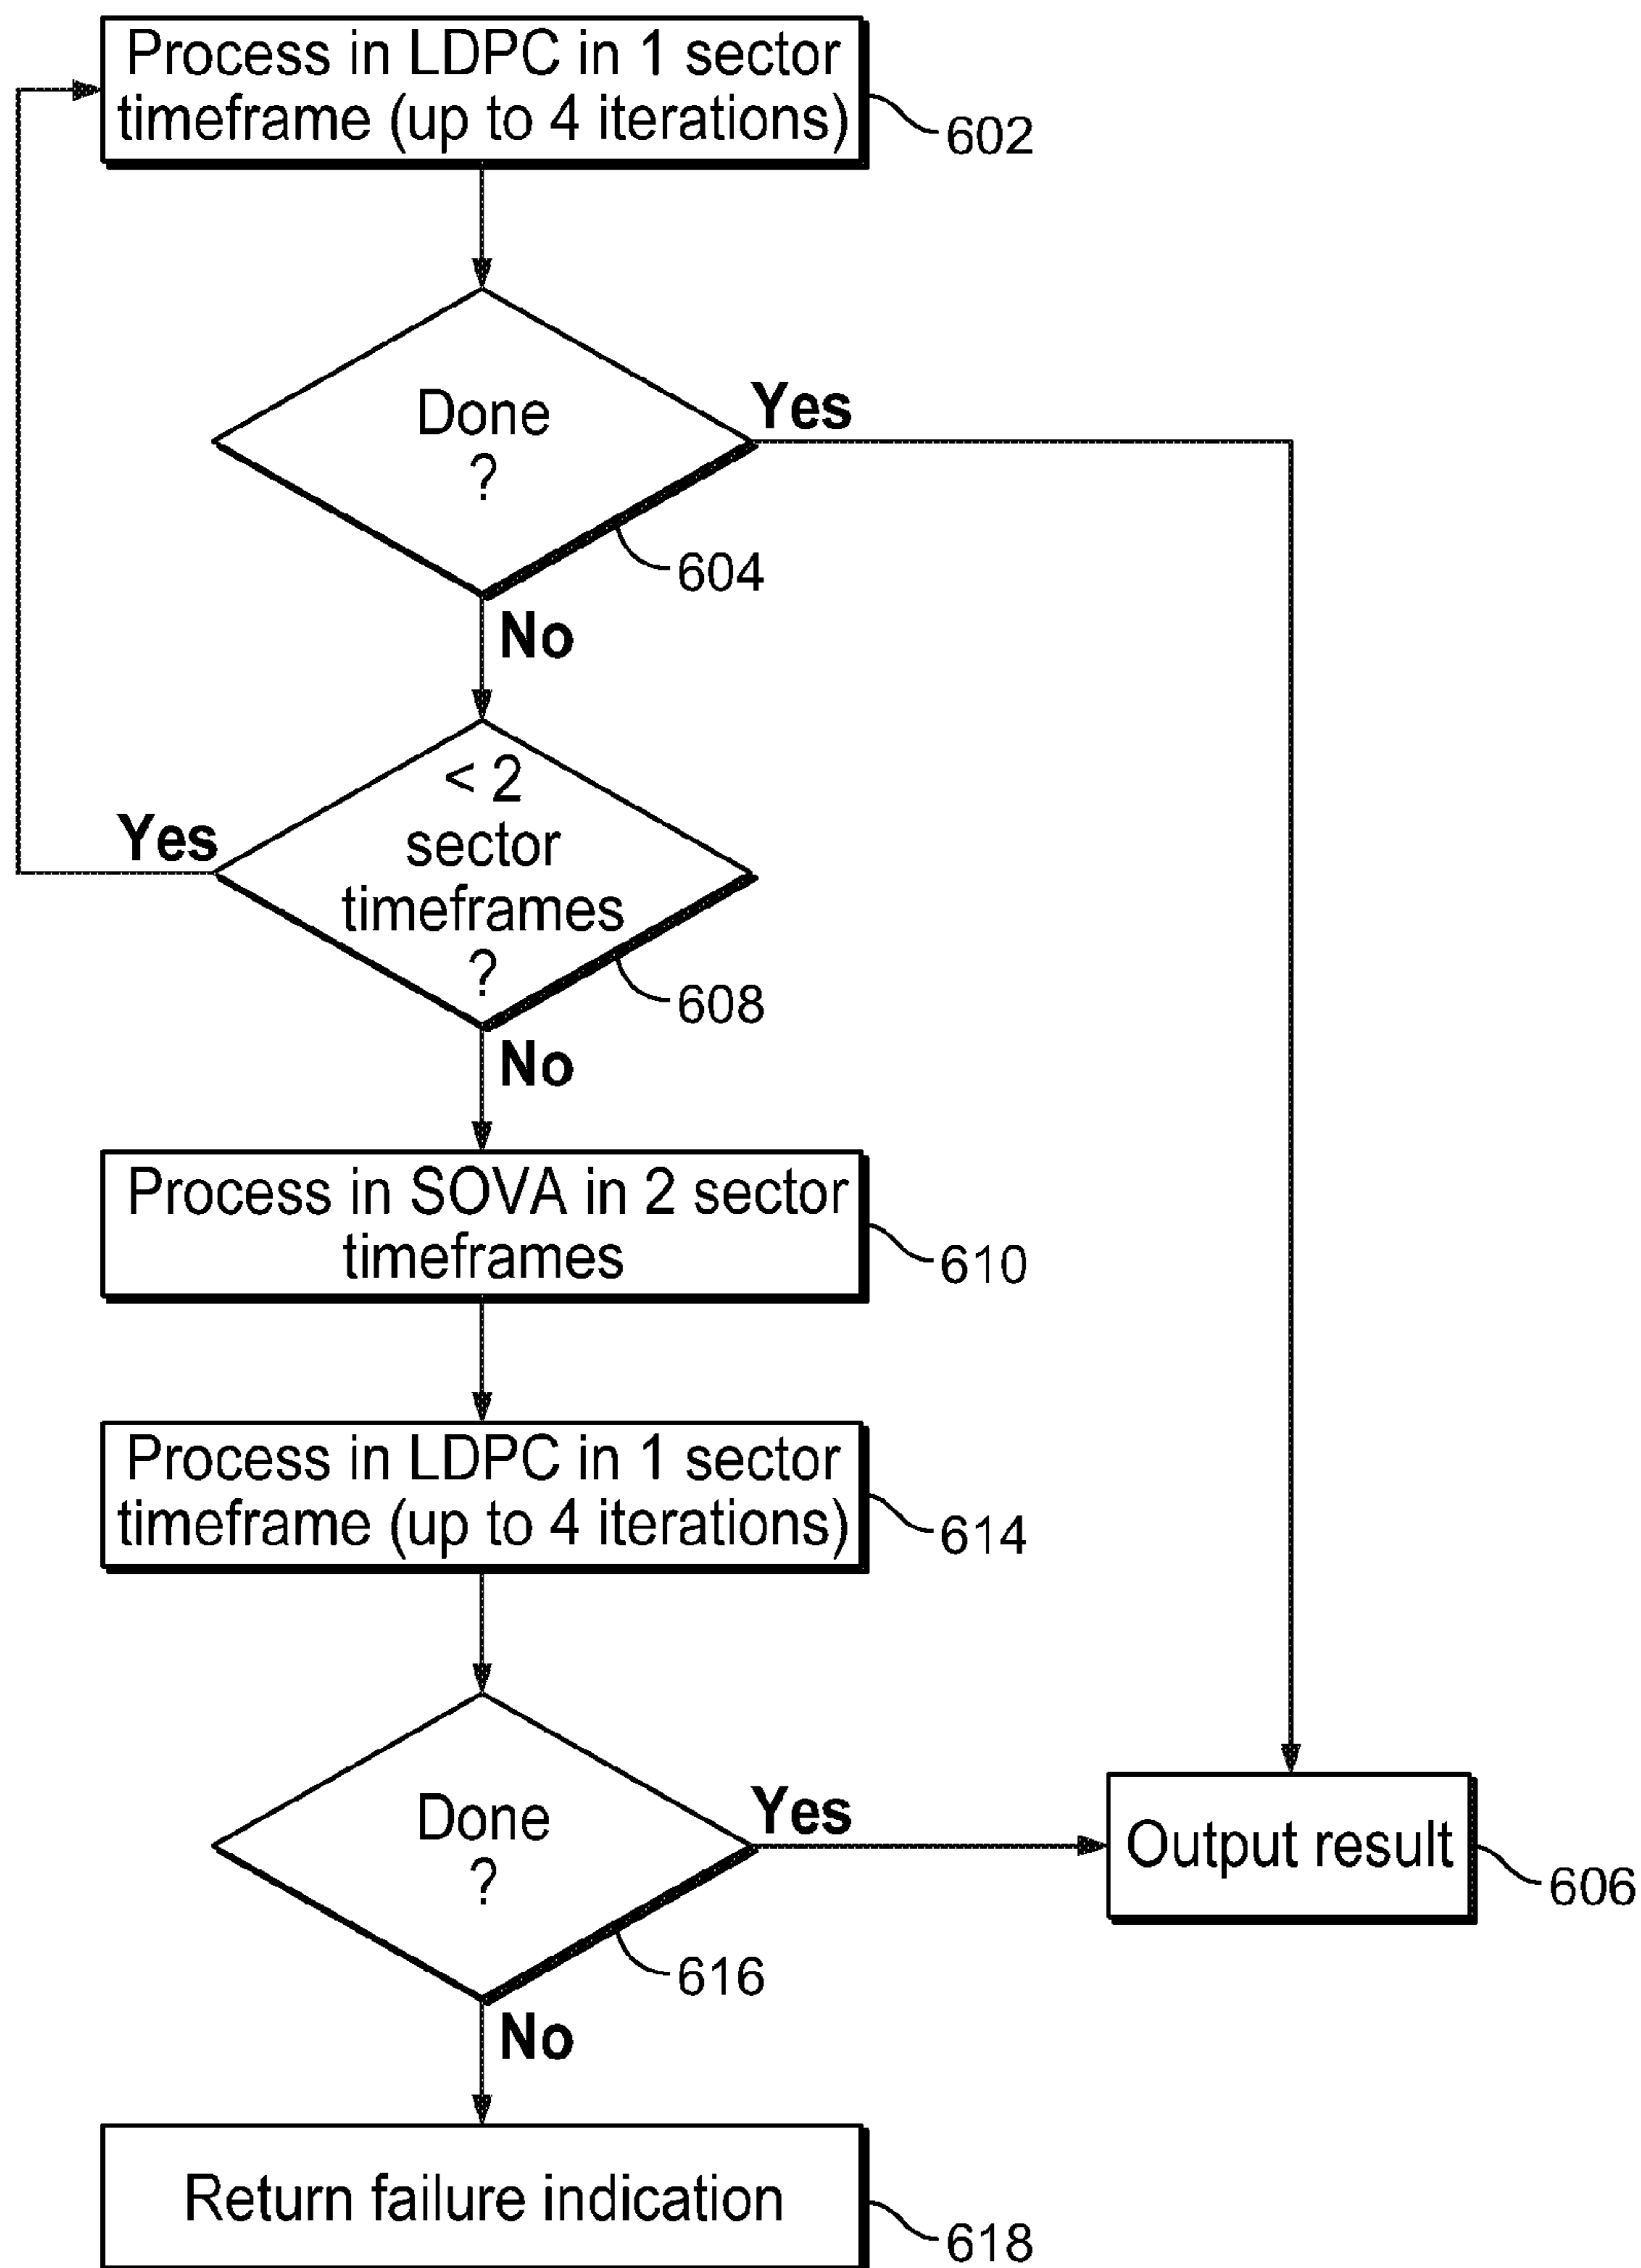 Process in LDPC in 1 sector
timeframe (up to 4 iterations)
602
Done
?
Yes
604
No
< 2
sector
timeframes
?
Yes
608
No
Process in SOVA in 2 sector
timeframes
610
Process in LDPC in 1 sector
timeframe (up to 4 iterations)
614
Done
?
Yes
Output result
606
616
No
Return failure indication
618